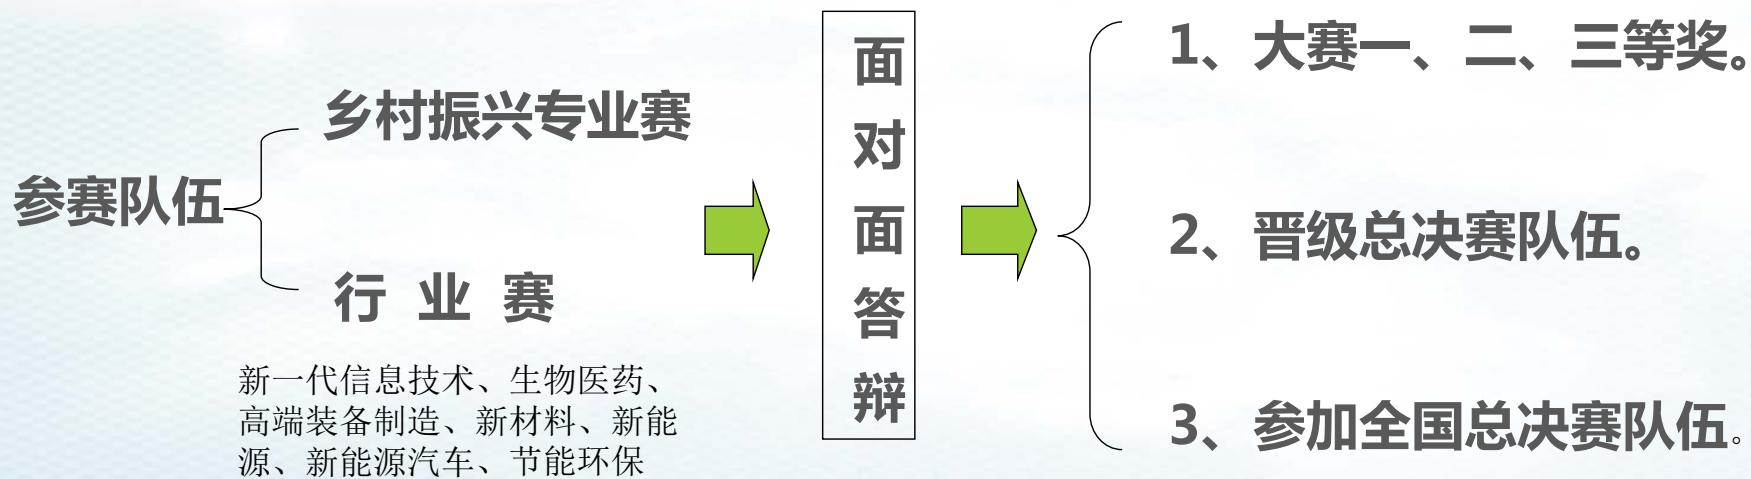 参赛队伍
乡村振兴专业赛
行 业 赛
新一代信息技术、生物医药、
高端装备制造、新材料、新能
源、新能源汽车、节能环保
面对面答辩
1、大赛一、二、三等奖。
2、晋级总决赛队伍。
3、参加全国总决赛队伍。